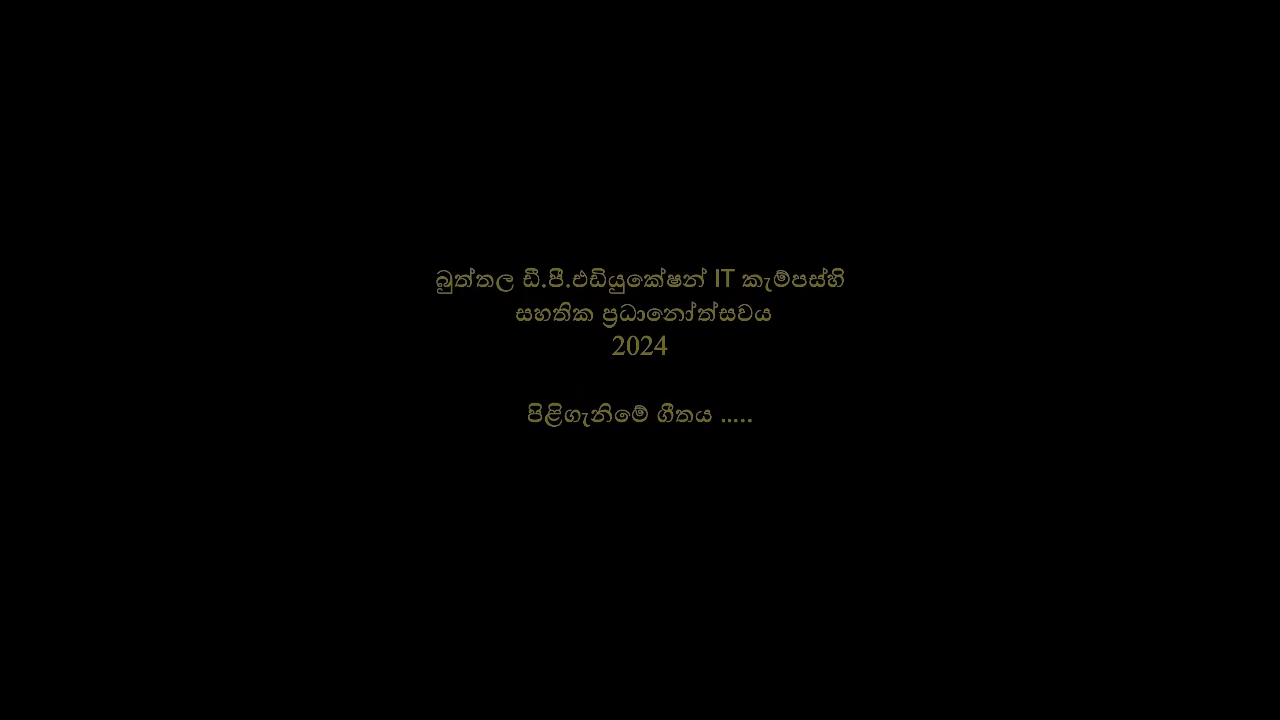 බුත්තල ඩී.පී.එඩියුකේෂන් IT කැම්පස්හි
සහතික ප්‍රධානෝත්සවය
2024
පිළිගැනිමේ ගීතය .....